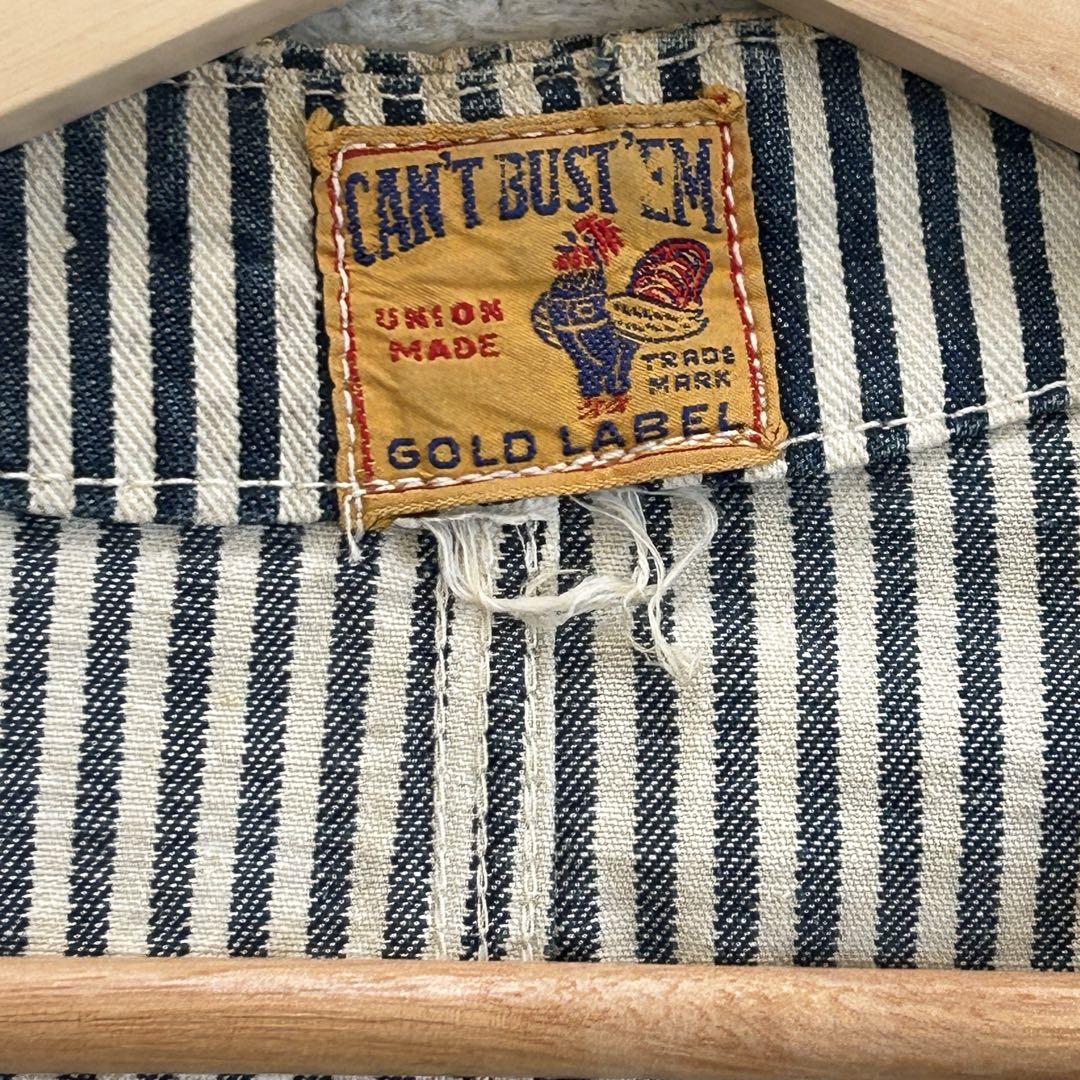 CAN'T BUST 'EM
UNION
MADE
TRADE
MARK
GOLD LABEL